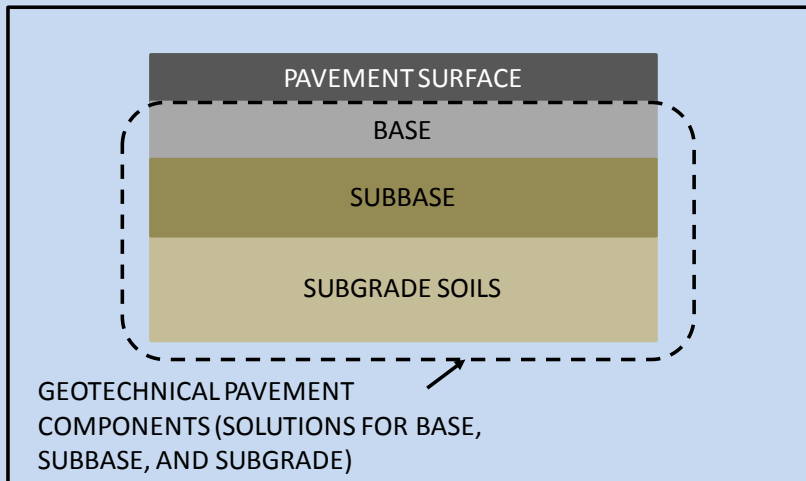 PAVEMENT SURFACE
BASE
SUBBASE
SUBGRADE SOILS
GEOTECHNICAL PAVEMENT
COMPONENTS (SOLUTIONS FOR BASE,
SUBBASE, AND SUBGRADE)